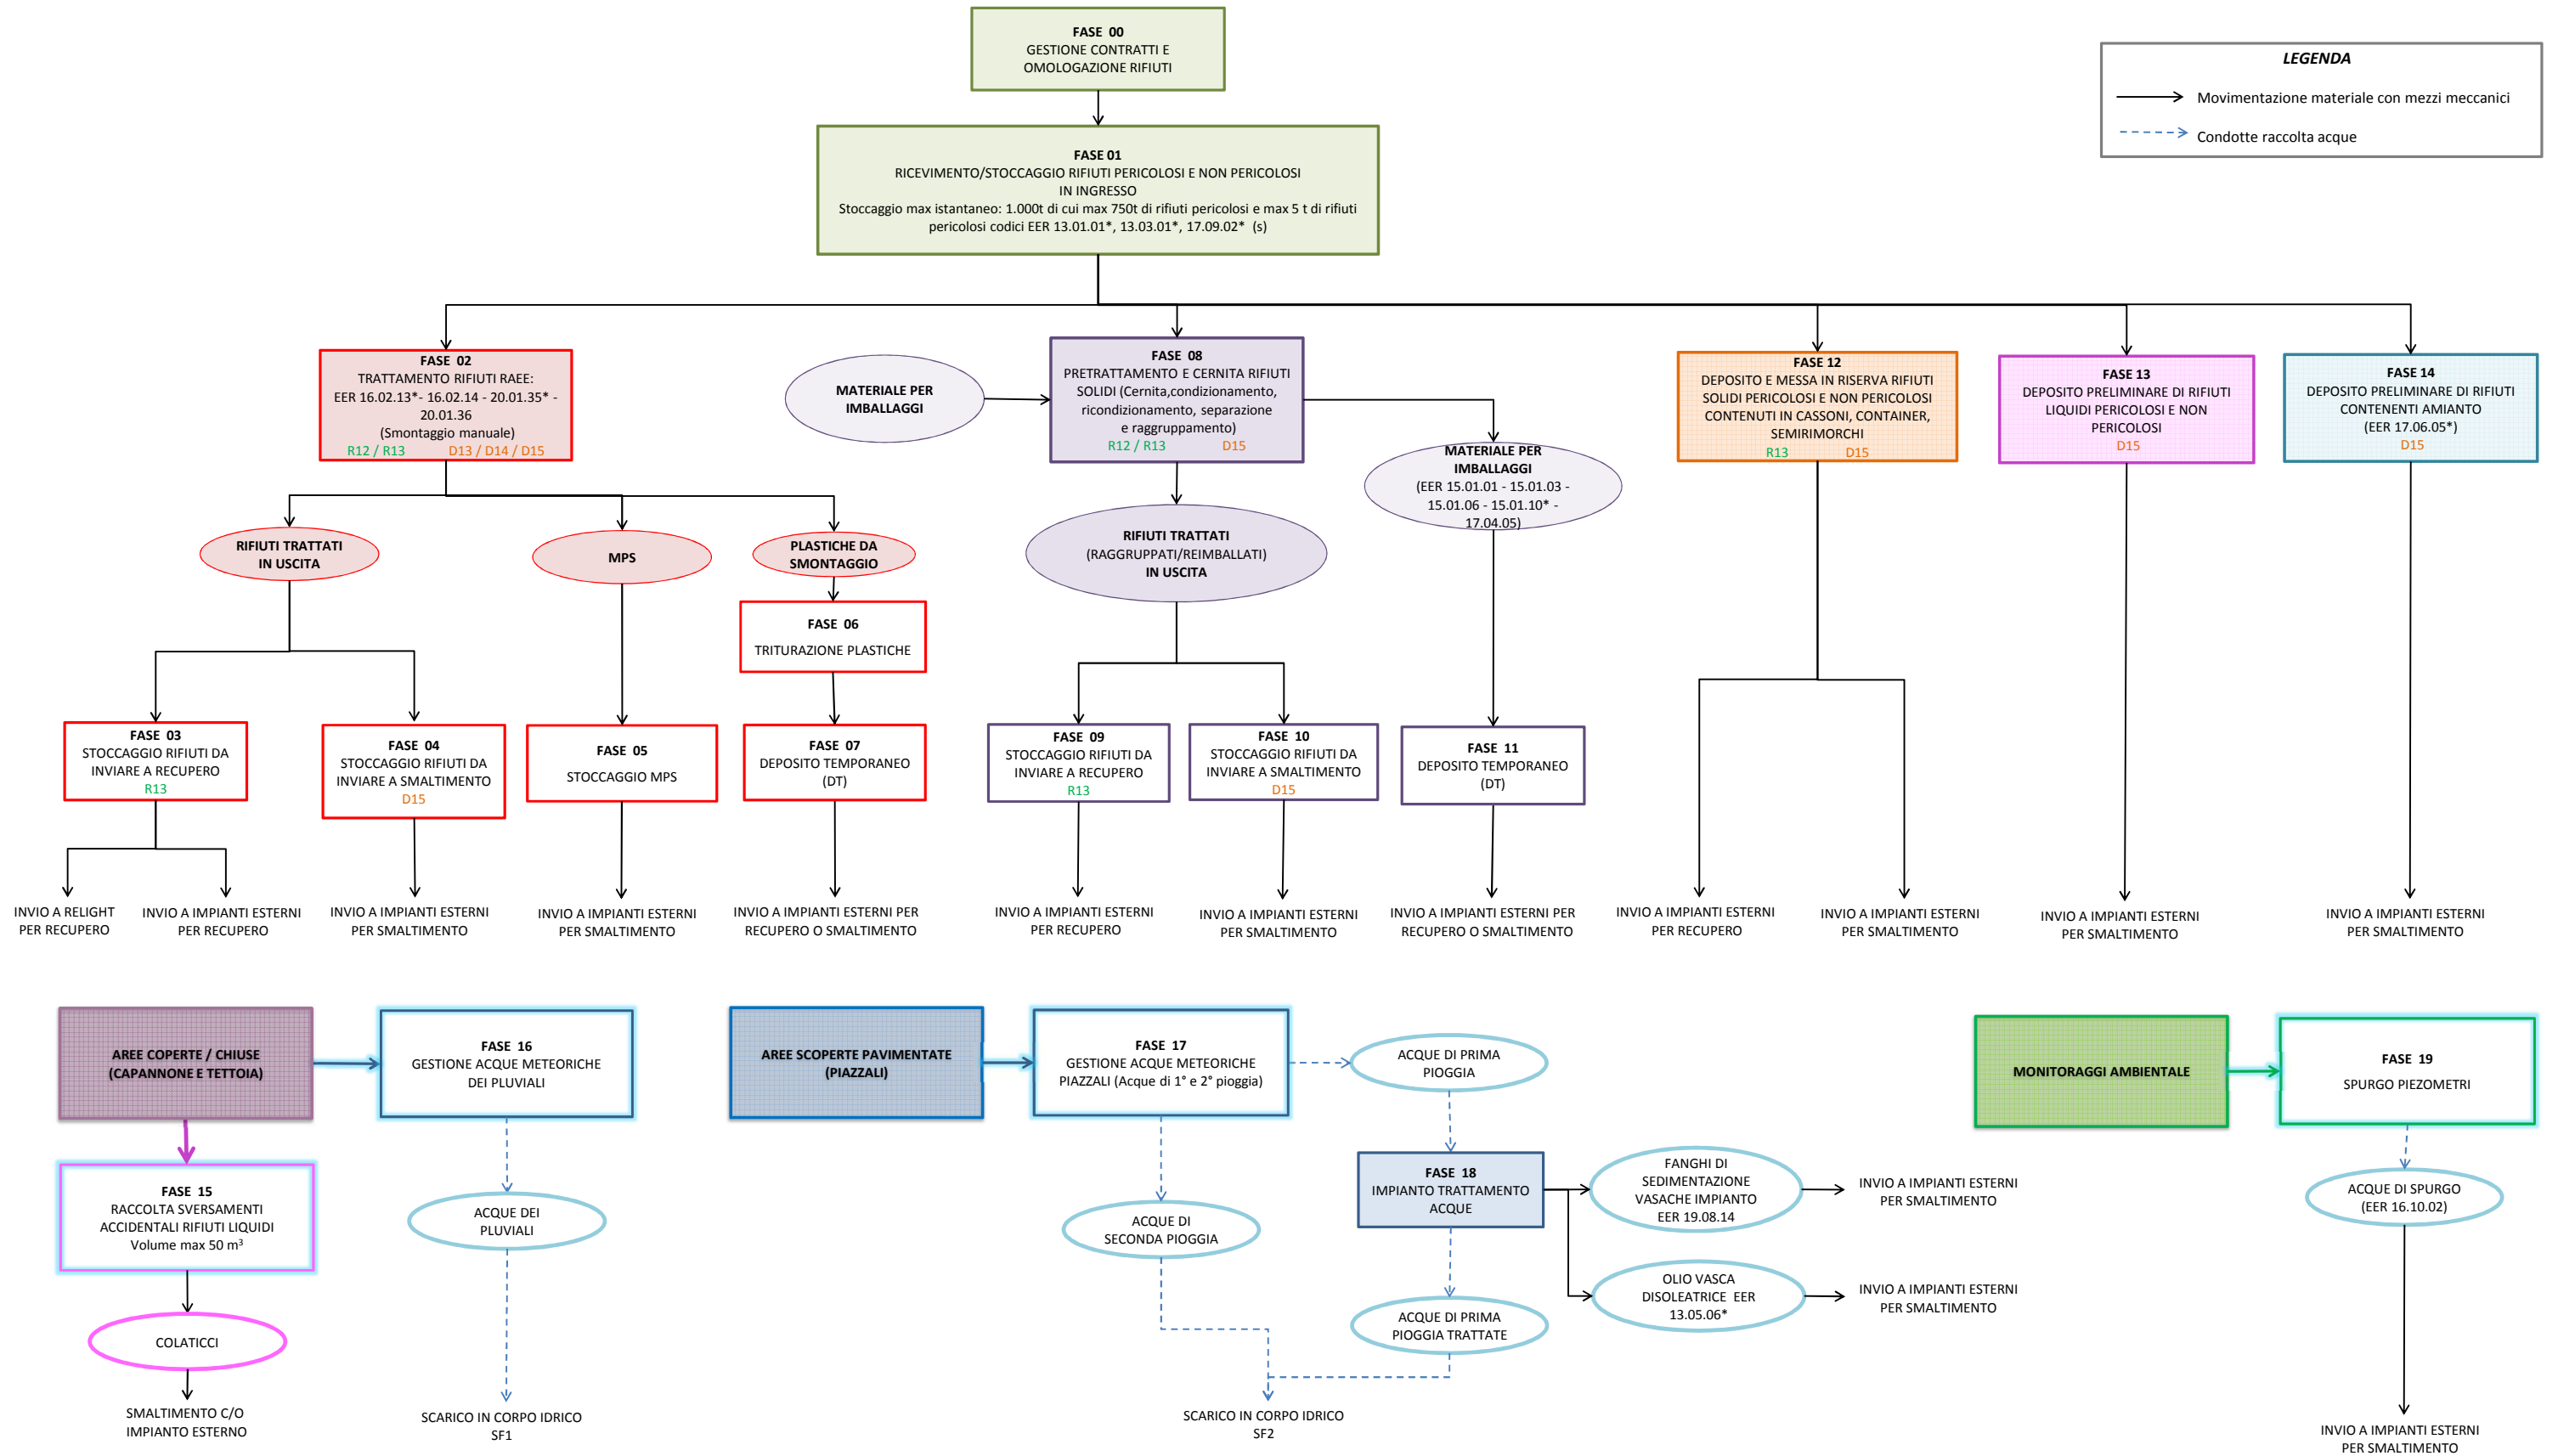 FASE 00
GESTIONE CONTRATTI E
OMOLOGAZIONE RIFIUTI
LEGENDA
Movimentazione materiale con mezzi meccanici
Condotte raccolta acque
FASE 01
RICEVIMENTO/STOCCAGGIO RIFIUTI PERICOLOSI E NON PERICOLOSI
IN INGRESSO
Stoccaggio max istantaneo: 1.000t di cui max 750t di rifiuti pericolosi e max 5 t di rifiuti
pericolosi codici EER 13.01.01*, 13.03.01*, 17.09.02* (s)
FASE 02
TRATTAMENTO RIFIUTI RAEE:
EER 16.02.13*- 16.02.14 - 20.01.35* -
20.01.36
(Smontaggio manuale)
R12 / R13 D13 / D14 / D15
MATERIALE PER
IMBALLAGGI
FASE 08
PRETRATTAMENTO E CERNITA RIFIUTI
SOLIDI (Cernita,condizionamento,
ricondizionamento, separazione
e raggruppamento)
R12 / R13 D15
MATERIALE PER
IMBALLAGGI
(EER 15.01.01 - 15.01.03 -
15.01.06 - 15.01.10* -
17.04.05)
FASE 12
DEPOSITO E MESSA IN RISERVA RIFIUTI
SOLIDI PERICOLOSI E NON PERICOLOSI
CONTENUTI IN CASSONI, CONTAINER,
SEMIRIMORCHI
R13 D15
FASE 13
DEPOSITO PRELIMINARE DI RIFIUTI
LIQUIDI PERICOLOSI E NON
PERICOLOSI
D15
FASE 14
DEPOSITO PRELIMINARE DI RIFIUTI
CONTENENTI AMIANTO
(EER 17.06.05*)
D15
RIFIUTI TRATTATI
IN USCITA
MPS
PLASTICHE DA
SMONTAGGIO
RIFIUTI TRATTATI
(RAGGRUPPATI/REIMBALLATI)
IN USCITA
FASE 06
TRITURAZIONE PLASTICHE
FASE 03
STOCCAGGIO RIFIUTI DA
INVIARE A RECUPERO
R13
FASE 04
STOCCAGGIO RIFIUTI DA
INVIARE A SMALTIMENTO
D15
FASE 05
STOCCAGGIO MPS
FASE 07
DEPOSITO TEMPORANEO
(DT)
FASE 09
STOCCAGGIO RIFIUTI DA
INVIARE A RECUPERO
R13
FASE 10
STOCCAGGIO RIFIUTI DA
INVIARE A SMALTIMENTO
D15
FASE 11
DEPOSITO TEMPORANEO
(DT)
INVIO A RELIGHT
PER RECUPERO
INVIO A IMPIANTI ESTERNI
PER RECUPERO
INVIO A IMPIANTI ESTERNI
PER SMALTIMENTO
INVIO A IMPIANTI ESTERNI
PER SMALTIMENTO
INVIO A IMPIANTI ESTERNI PER
RECUPERO O SMALTIMENTO
INVIO A IMPIANTI ESTERNI
PER RECUPERO
INVIO A IMPIANTI ESTERNI
PER SMALTIMENTO
INVIO A IMPIANTI ESTERNI PER
RECUPERO O SMALTIMENTO
INVIO A IMPIANTI ESTERNI
PER RECUPERO
INVIO A IMPIANTI ESTERNI
PER SMALTIMENTO
INVIO A IMPIANTI ESTERNI
PER SMALTIMENTO
INVIO A IMPIANTI ESTERNI
PER SMALTIMENTO
AREE COPERTE / CHIUSE
(CAPANNONE E TETTOIA)
FASE 16
GESTIONE ACQUE METEORICHE
DEI PLUVIALI
AREE SCOPERTE PAVIMENTATE
(PIAZZALI)
FASE 17
GESTIONE ACQUE METEORICHE
PIAZZALI (Acque di 1° e 2° pioggia)
ACQUE DI PRIMA
PIOGGIA
MONITORAGGI AMBIENTALE
FASE 19
SPURGO PIEZOMETRI
FASE 15
RACCOLTA SVERSAMENTI
ACCIDENTALI RIFIUTI LIQUIDI
Volume max 50 m³
ACQUE DEI
PLUVIALI
ACQUE DI
SECONDA PIOGGIA
FASE 18
IMPIANTO TRATTAMENTO
ACQUE
FANGHI DI
SEDIMENTAZIONE
VASACHE IMPIANTO
EER 19.08.14
INVIO A IMPIANTI ESTERNI
PER SMALTIMENTO
ACQUE DI SPURGO
(EER 16.10.02)
OLIO VASCA
DISOLEATRICE EER
13.05.06*
INVIO A IMPIANTI ESTERNI
PER SMALTIMENTO
COLATICCI
ACQUE DI PRIMA
PIOGGIA TRATTATE
SMALTIMENTO C/O
IMPIANTO ESTERNO
SCARICO IN CORPO IDRICO
SF1
SCARICO IN CORPO IDRICO
SF2
INVIO A IMPIANTI ESTERNI
PER SMALTIMENTO